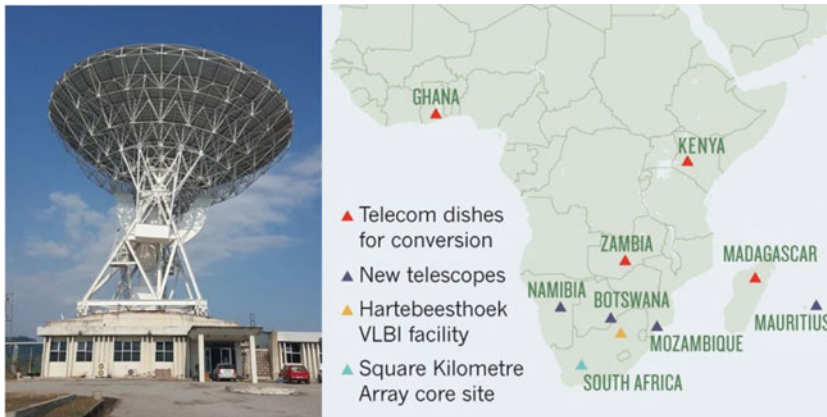 GHANA
KENYA
Telecom dishes
for conversion
ZAMBIA
MADAGASCAR
New telescopes
NAMIBIA
BOTSWANA
MAURITIUS
Hartebeesthoek
VLBI facility
MOZAMBIQUE
Square Kilometre
Array core site
SOUTH AFRICA